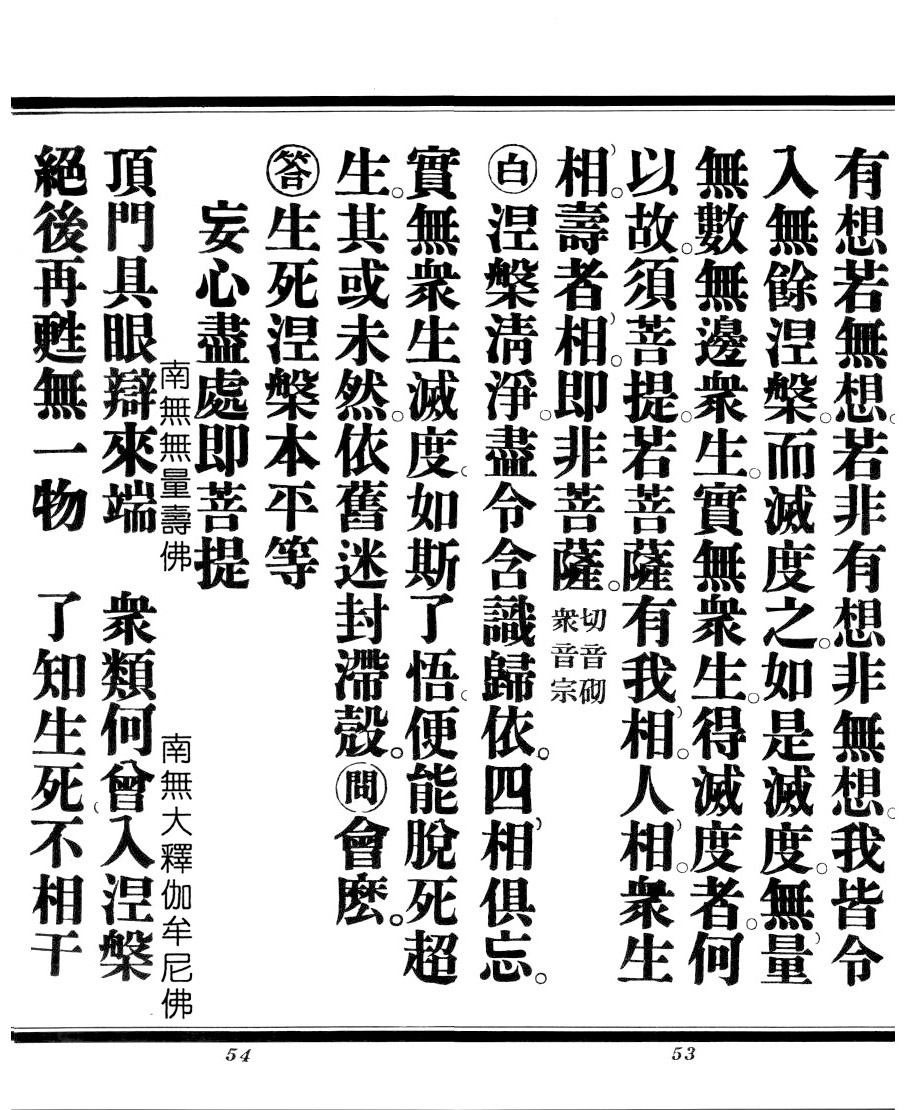 有想若無想。若非有想非無想。我皆令
入無餘涅槃。而滅度之。如是滅度。無量、
無數無邊衆生。實無衆生。得滅度者。何
以故。須菩提。若菩薩有我相、人相、衆生
相、壽者相、即非菩薩。
切音砌
衆音宗
㊐涅槃淸淨。盡令含識歸依。四相、俱忘。
實無衆生滅度。如斯了悟。便能脫死超
生。其或未然。依舊迷封滯殼。問會麽。
答生死涅槃本平等
妄心盡處即菩提
南無無量壽佛
南無大釋伽牟尼佛
頂門具眼辯來端 衆類何曾入涅槃
絕後再甦無一物 了知生死不相干
54
53